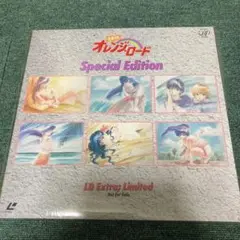 オレンジロード
Special Edition
LD Extra: Limited
Not for Sale